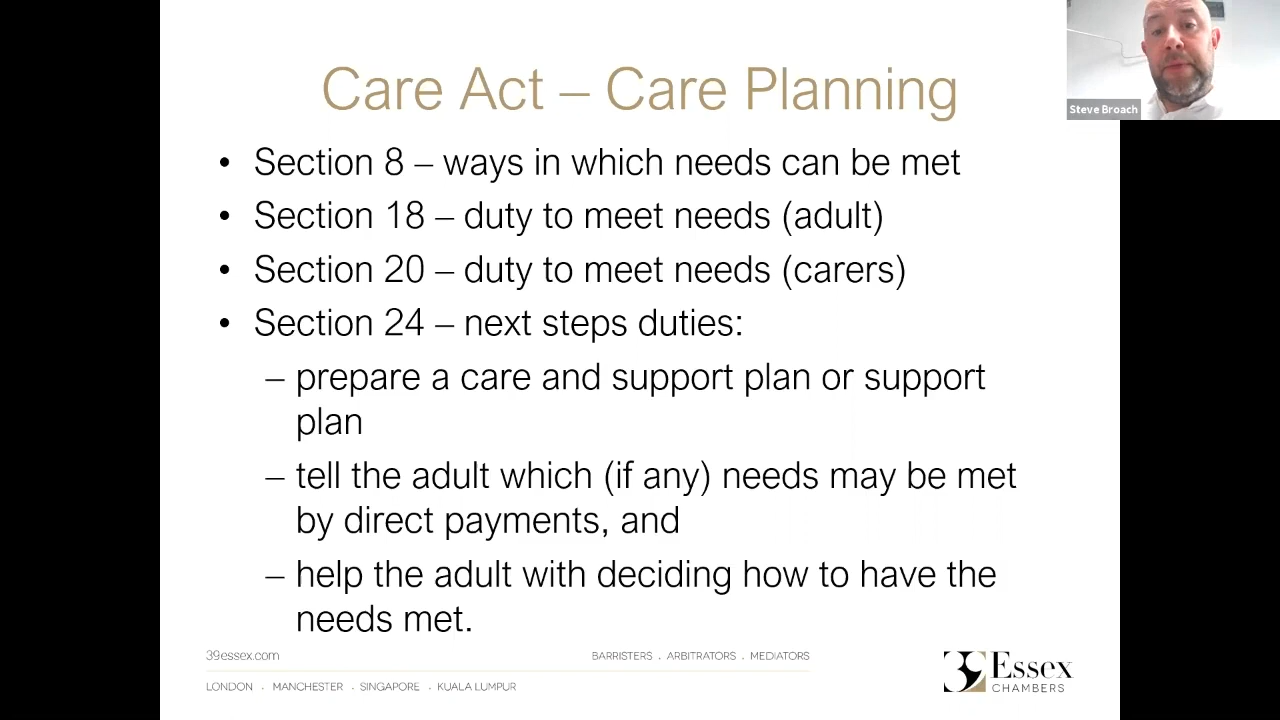 Care Act – Care Planning
Steve Broach
• Section 8 – ways in which needs can be met
• Section 18 – duty to meet needs (adult)
• Section 20 – duty to meet needs (carers)
• Section 24 – next steps duties:
– prepare a care and support plan or support
plan
– tell the adult which (if any) needs may be met
by direct payments, and
– help the adult with deciding how to have the
needs met.
39essex.com
BARRISTERS . ARBITRATORS . MEDIATORS
LONDON . MANCHESTER . SINGAPORE . KUALA LUMPUR
39 Essex
CHAMBERS